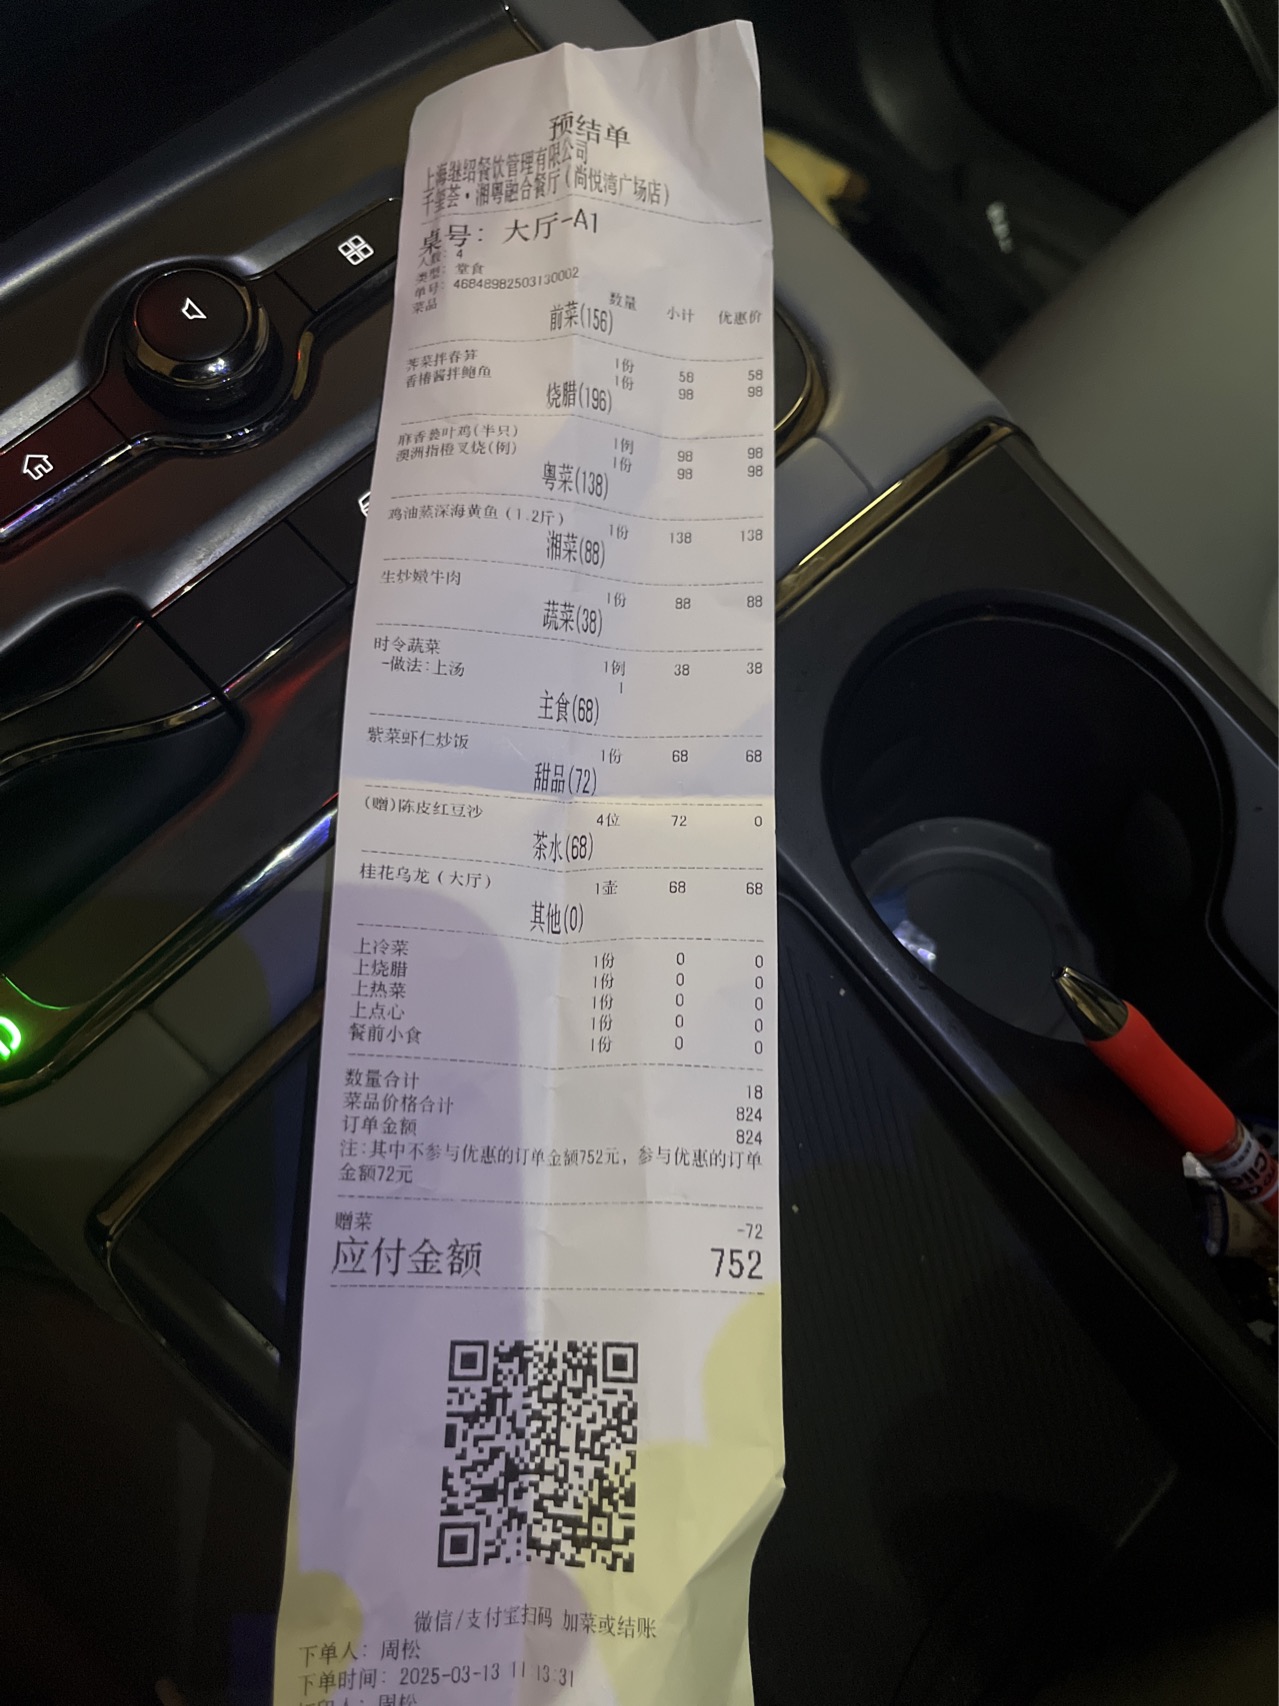 预结单
上海继绍餐饮管理有限公司
荟·湘粤融合餐厅(尚悦湾广场店)
桌号: 大厅-A1
人数: 4
类型: 堂食
单号: 46848982503130002
菜品 数量 小计 优惠价
前菜(156)
荠菜拌春笋 1份 58 58
香椿酱拌鲍鱼 1份 98 98
烧腊(196)
麻香葱叶鸡(半只) 1例 98 98
澳洲指橙叉烧(例) 1份 98 98
粤菜(138)
鸡油蒸深海黄鱼(1.2斤) 1份 138 138
湘菜(88)
生炒嫩牛肉 1份 88 88
蔬菜(38)
时令蔬菜 1例 38 38
-做法:上汤 1
主食(68)
紫菜虾仁炒饭 1份 68 68
甜品(72)
(赠)陈皮红豆沙 4位 72 0
茶水(68)
桂花乌龙(大厅) 1壶 68 68
其他(0)
上冷菜 1份 0 0
上烧腊 1份 0 0
上热菜 1份 0 0
上点心 1份 0 0
餐前小食 1份 0 0
数量合计 18
菜品价格合计 824
订单金额 824
注:其中不参与优惠的订单金额752元, 参与优惠的订单
金额72元
赠菜 -72
应付金额 752
微信/支付宝扫码 加菜或结账
下单人: 周松
下单时间: 2025-03-13 11:13:31
打印人: 周松